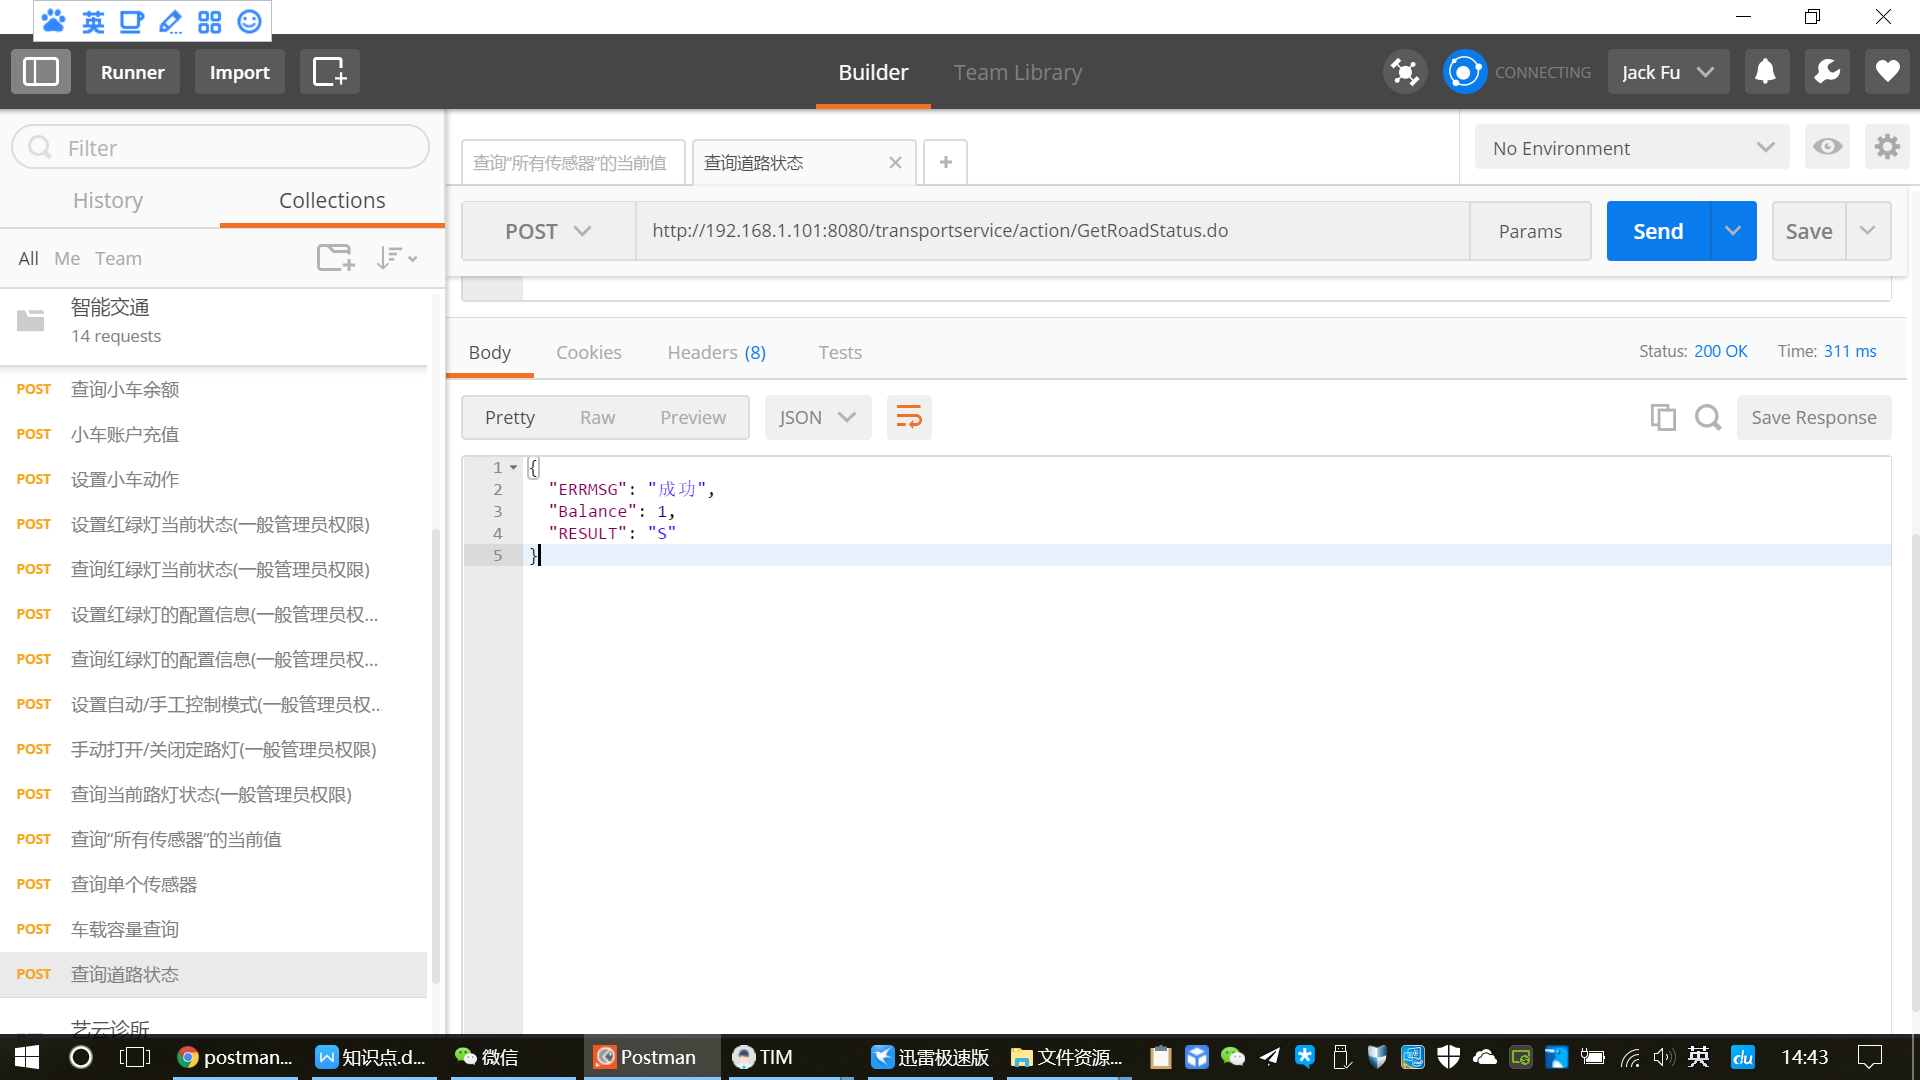 英
Runner
Import
Builder
Team Library
CONNECTING
Jack Fu
Filter
History
Collections
All Me Team
智能交通
14 requests
POST 查询小车余额
POST 小车账户充值
POST 设置小车动作
POST 设置红绿灯当前状态(一般管理员权限)
POST 查询红绿灯当前状态(一般管理员权限)
POST 设置红绿灯的配置信息(一般管理员权...
POST 查询红绿灯的配置信息(一般管理员权...
POST 设置自动/手工控制模式(一般管理员权...
POST 手动打开/关闭定路灯(一般管理员权限)
POST 查询当前路灯状态(一般管理员权限)
POST 查询“所有传感器”的当前值
POST 查询单个传感器
POST 车载容量查询
POST 查询道路状态
艺云诊所
查询“所有传感器”的当前值
查询道路状态
+
No Environment
POST
http://192.168.1.101:8080/transportservice/action/GetRoadStatus.do
Params
Send
Save
Body
Cookies
Headers (8)
Tests
Status: 200 OK
Time: 311 ms
Pretty
Raw
Preview
JSON
Save Response
1 {
2 "ERRMSG": "成功",
3 "Balance": 1,
4 "RESULT": "S"
5 }
postman...
知识点.d...
微信
Postman
TIM
迅雷极速版
文件资源...
英
du
14:43